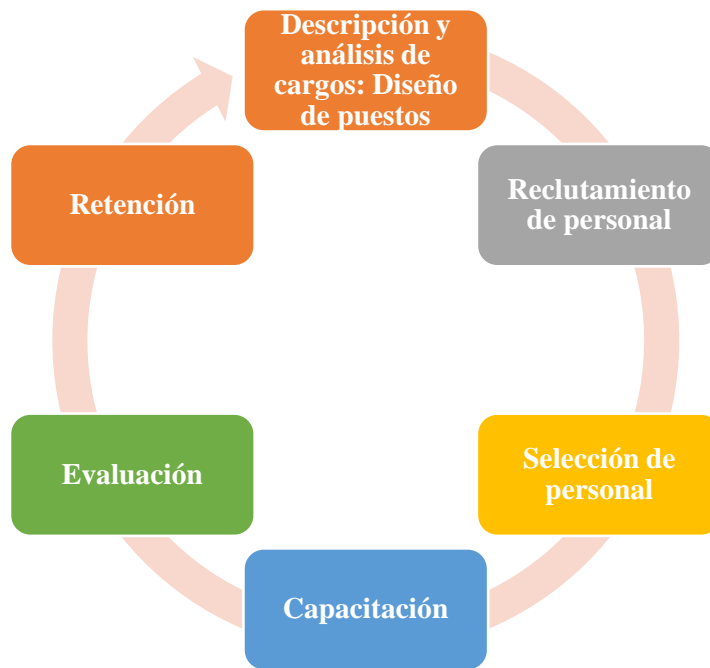 Descripción y
análisis de
cargos: Diseño
de puestos
Reclutamiento
de personal
Selección de
personal
Capacitación
Evaluación
Retención